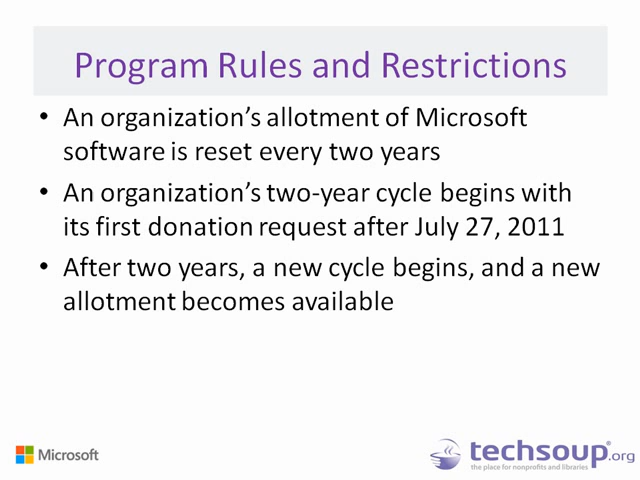 Program Rules and Restrictions
• An organization's allotment of Microsoft
software is reset every two years
• An organization's two-year cycle begins with
its first donation request after July 27, 2011
• After two years, a new cycle begins, and a new
allotment becomes available
Microsoft
techsoup®.org
the place for nonprofits and libraries